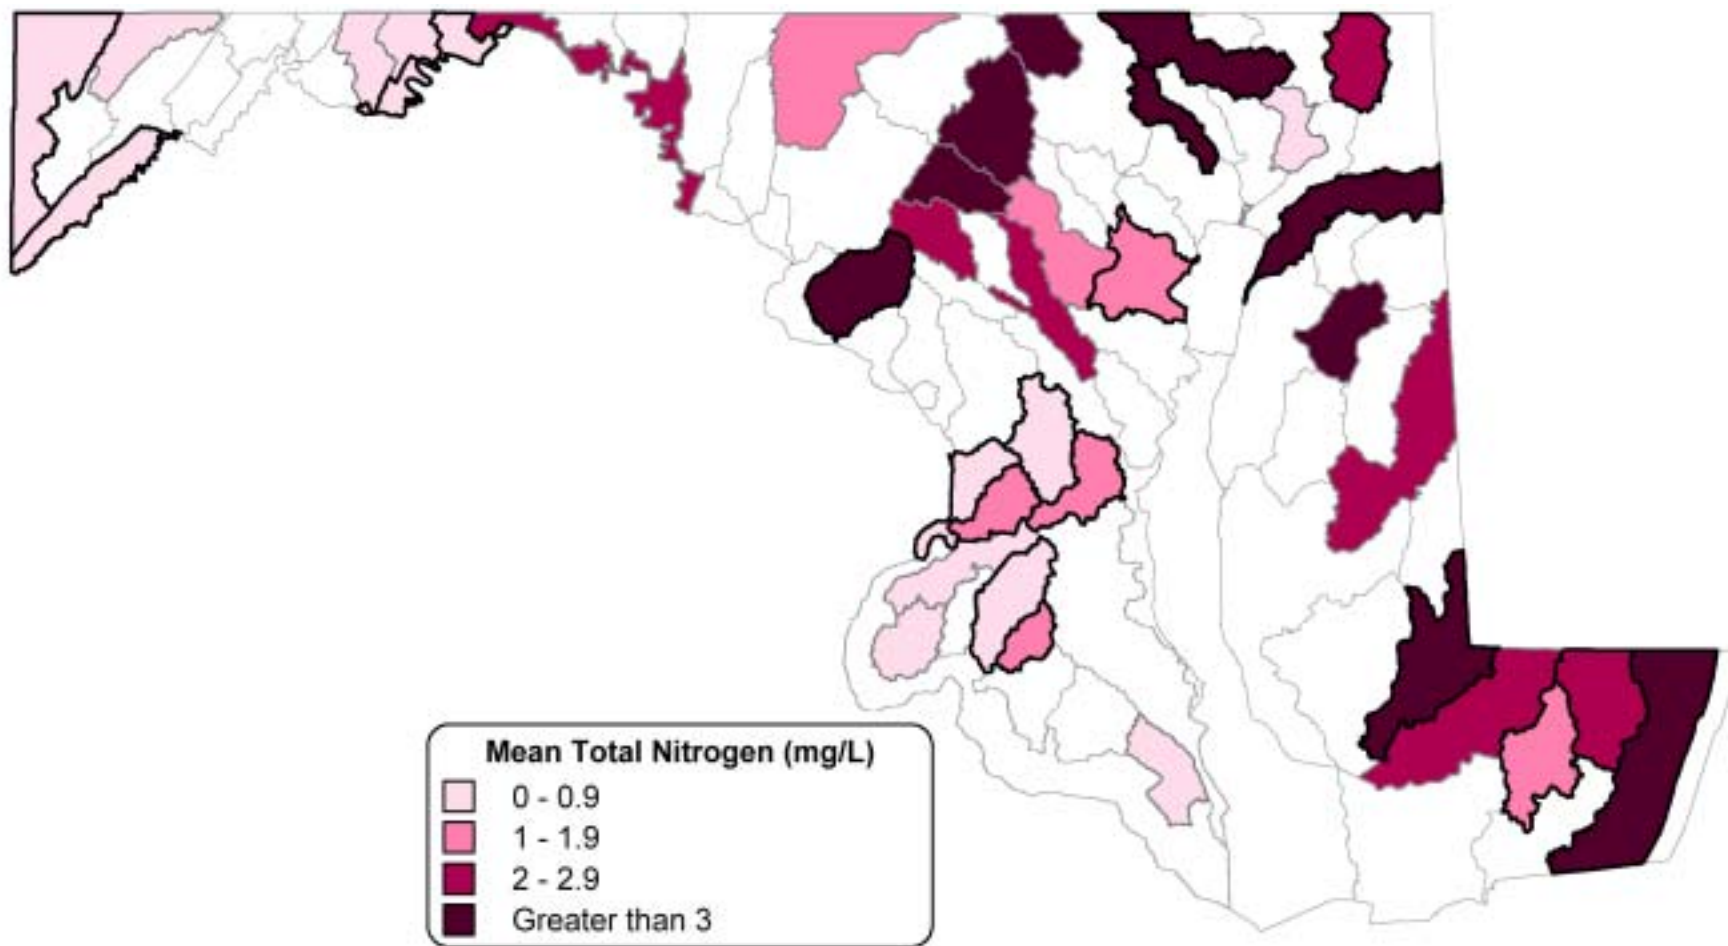 Mean Total Nitrogen (mg/L)
0 - 0.9
1 - 1.9
2 - 2.9
Greater than 3